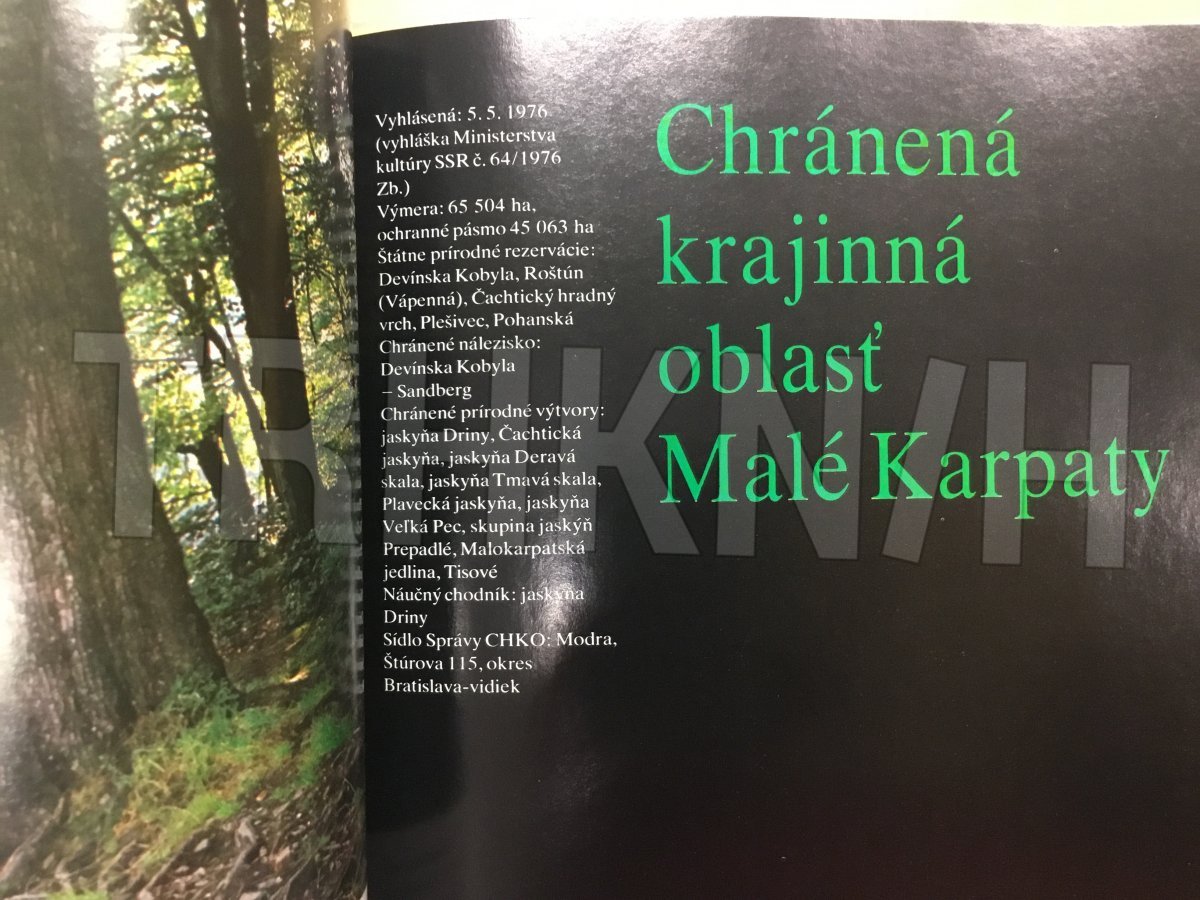 Vyhlásená: 5. 5. 1976
(vyhláška Ministerstva
kultúry SSR č. 64/1976
Zb.)
Výmera: 65 504 ha,
ochranné pásmo 45 063 ha
Štátne prírodné rezervácie:
Devínska Kobyla, Roštún
(Vápenná), Čachtický hradný
vrch, Plešivec, Pohanská
Chránené nálezisko:
Devínska Kobyla
– Sandberg
Chránené prírodné výtvory:
jaskyňa Driny, Čachtická
jaskyňa, jaskyňa Deravá
skala, jaskyňa Tmavá skala,
Plavecká jaskyňa, jaskyňa
Veľká Pec, skupina jaskýň
Prepadlé, Malokarpatská
jedlina, Tisové
Náučný chodník: jaskyňa
Driny
Sídlo Správy CHKO: Modra,
Štúrova 115, okres
Bratislava-vidiek
Chránená
krajinná
oblasť
Malé Karpaty